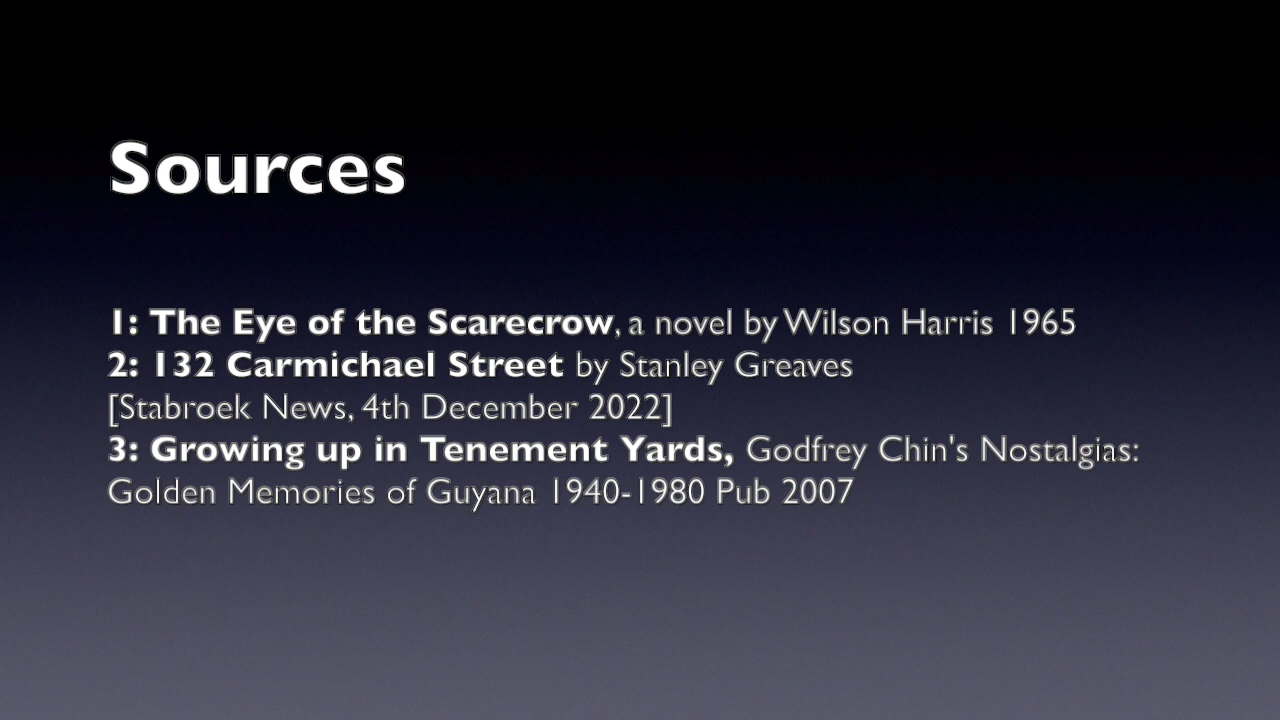 Sources
1: The Eye of the Scarecrow, a novel by Wilson Harris 1965
2: 132 Carmichael Street by Stanley Greaves
[Stabroek News, 4th December 2022]
3: Growing up in Tenement Yards, Godfrey Chin's Nostalgias:
Golden Memories of Guyana 1940-1980 Pub 2007